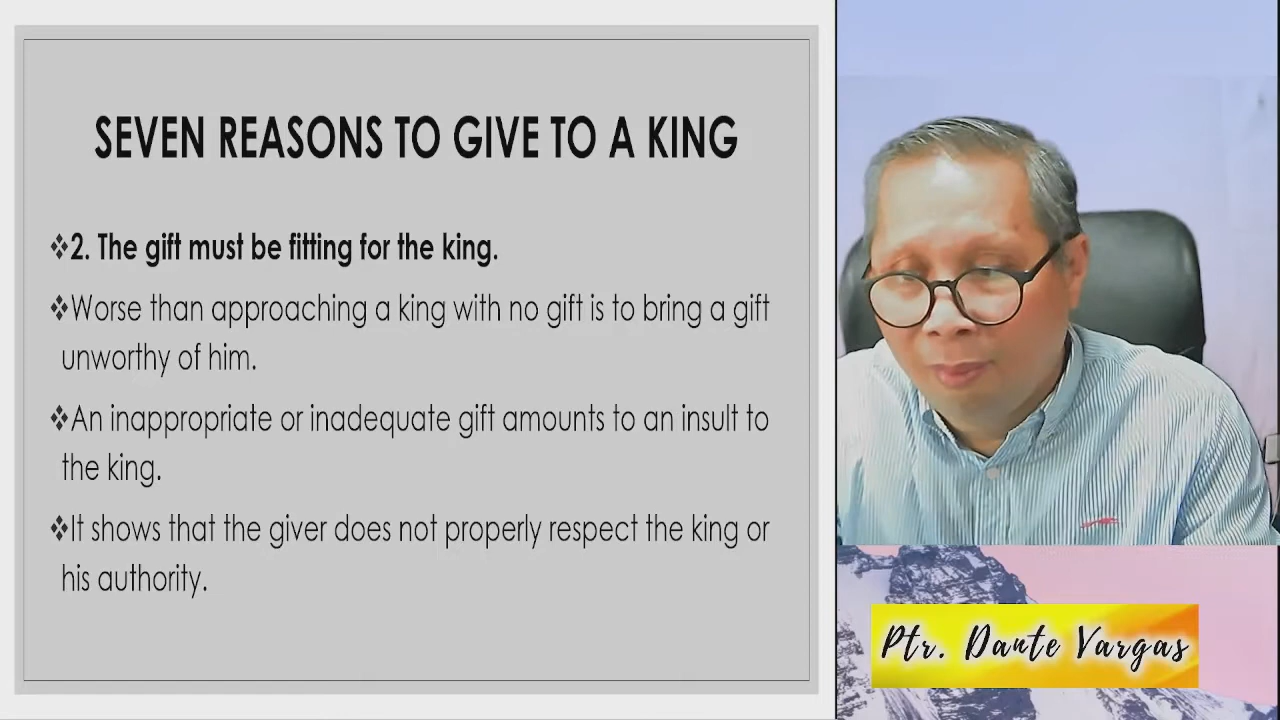 SEVEN REASONS TO GIVE TO A KING
❖2. The gift must be fitting for the king.
❖Worse than approaching a king with no gift is to bring a gift
unworthy of him.
❖An inappropriate or inadequate gift amounts to an insult to
the king.
❖It shows that the giver does not properly respect the king or
his authority.
Ptr. Dante Vargas